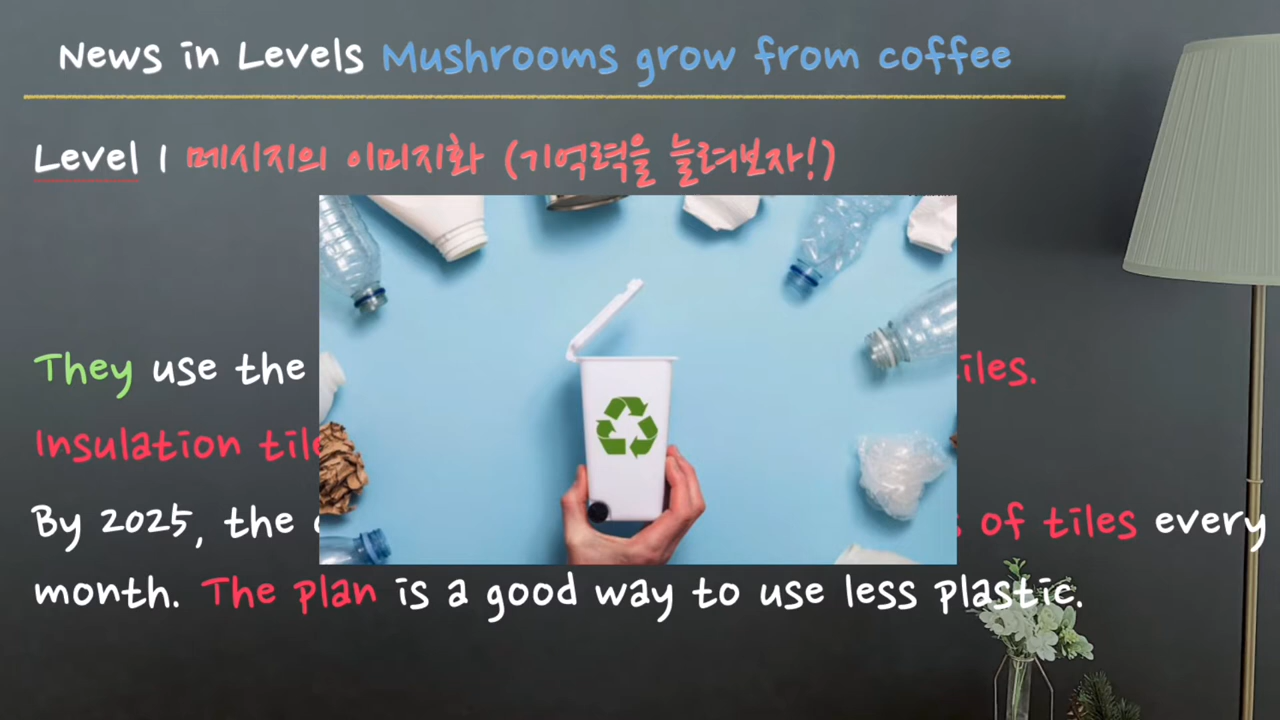 News in Levels Mushrooms grow from coffee
Level 1 메시지의 이미지화 (기억력을 늘려보자!)
They use the
Insulation
By 2025, the of tiles every
month. The plan is a good way to use less plastic.